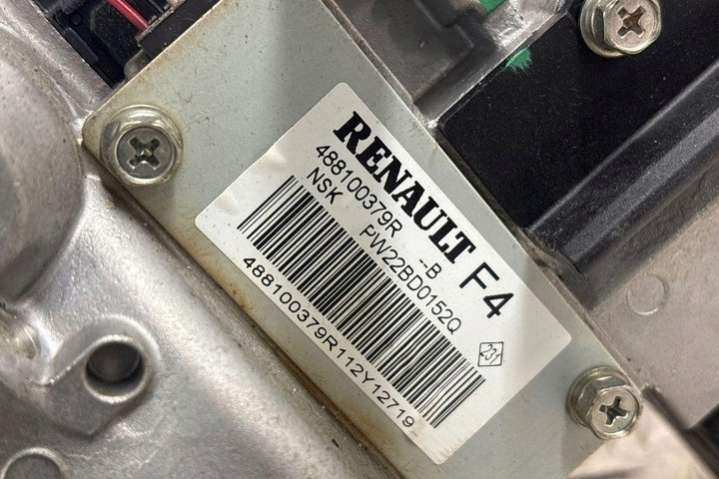 RENAULT F4
488100379R --B
NSK PW22BD0152Q
488100379R112Y12719